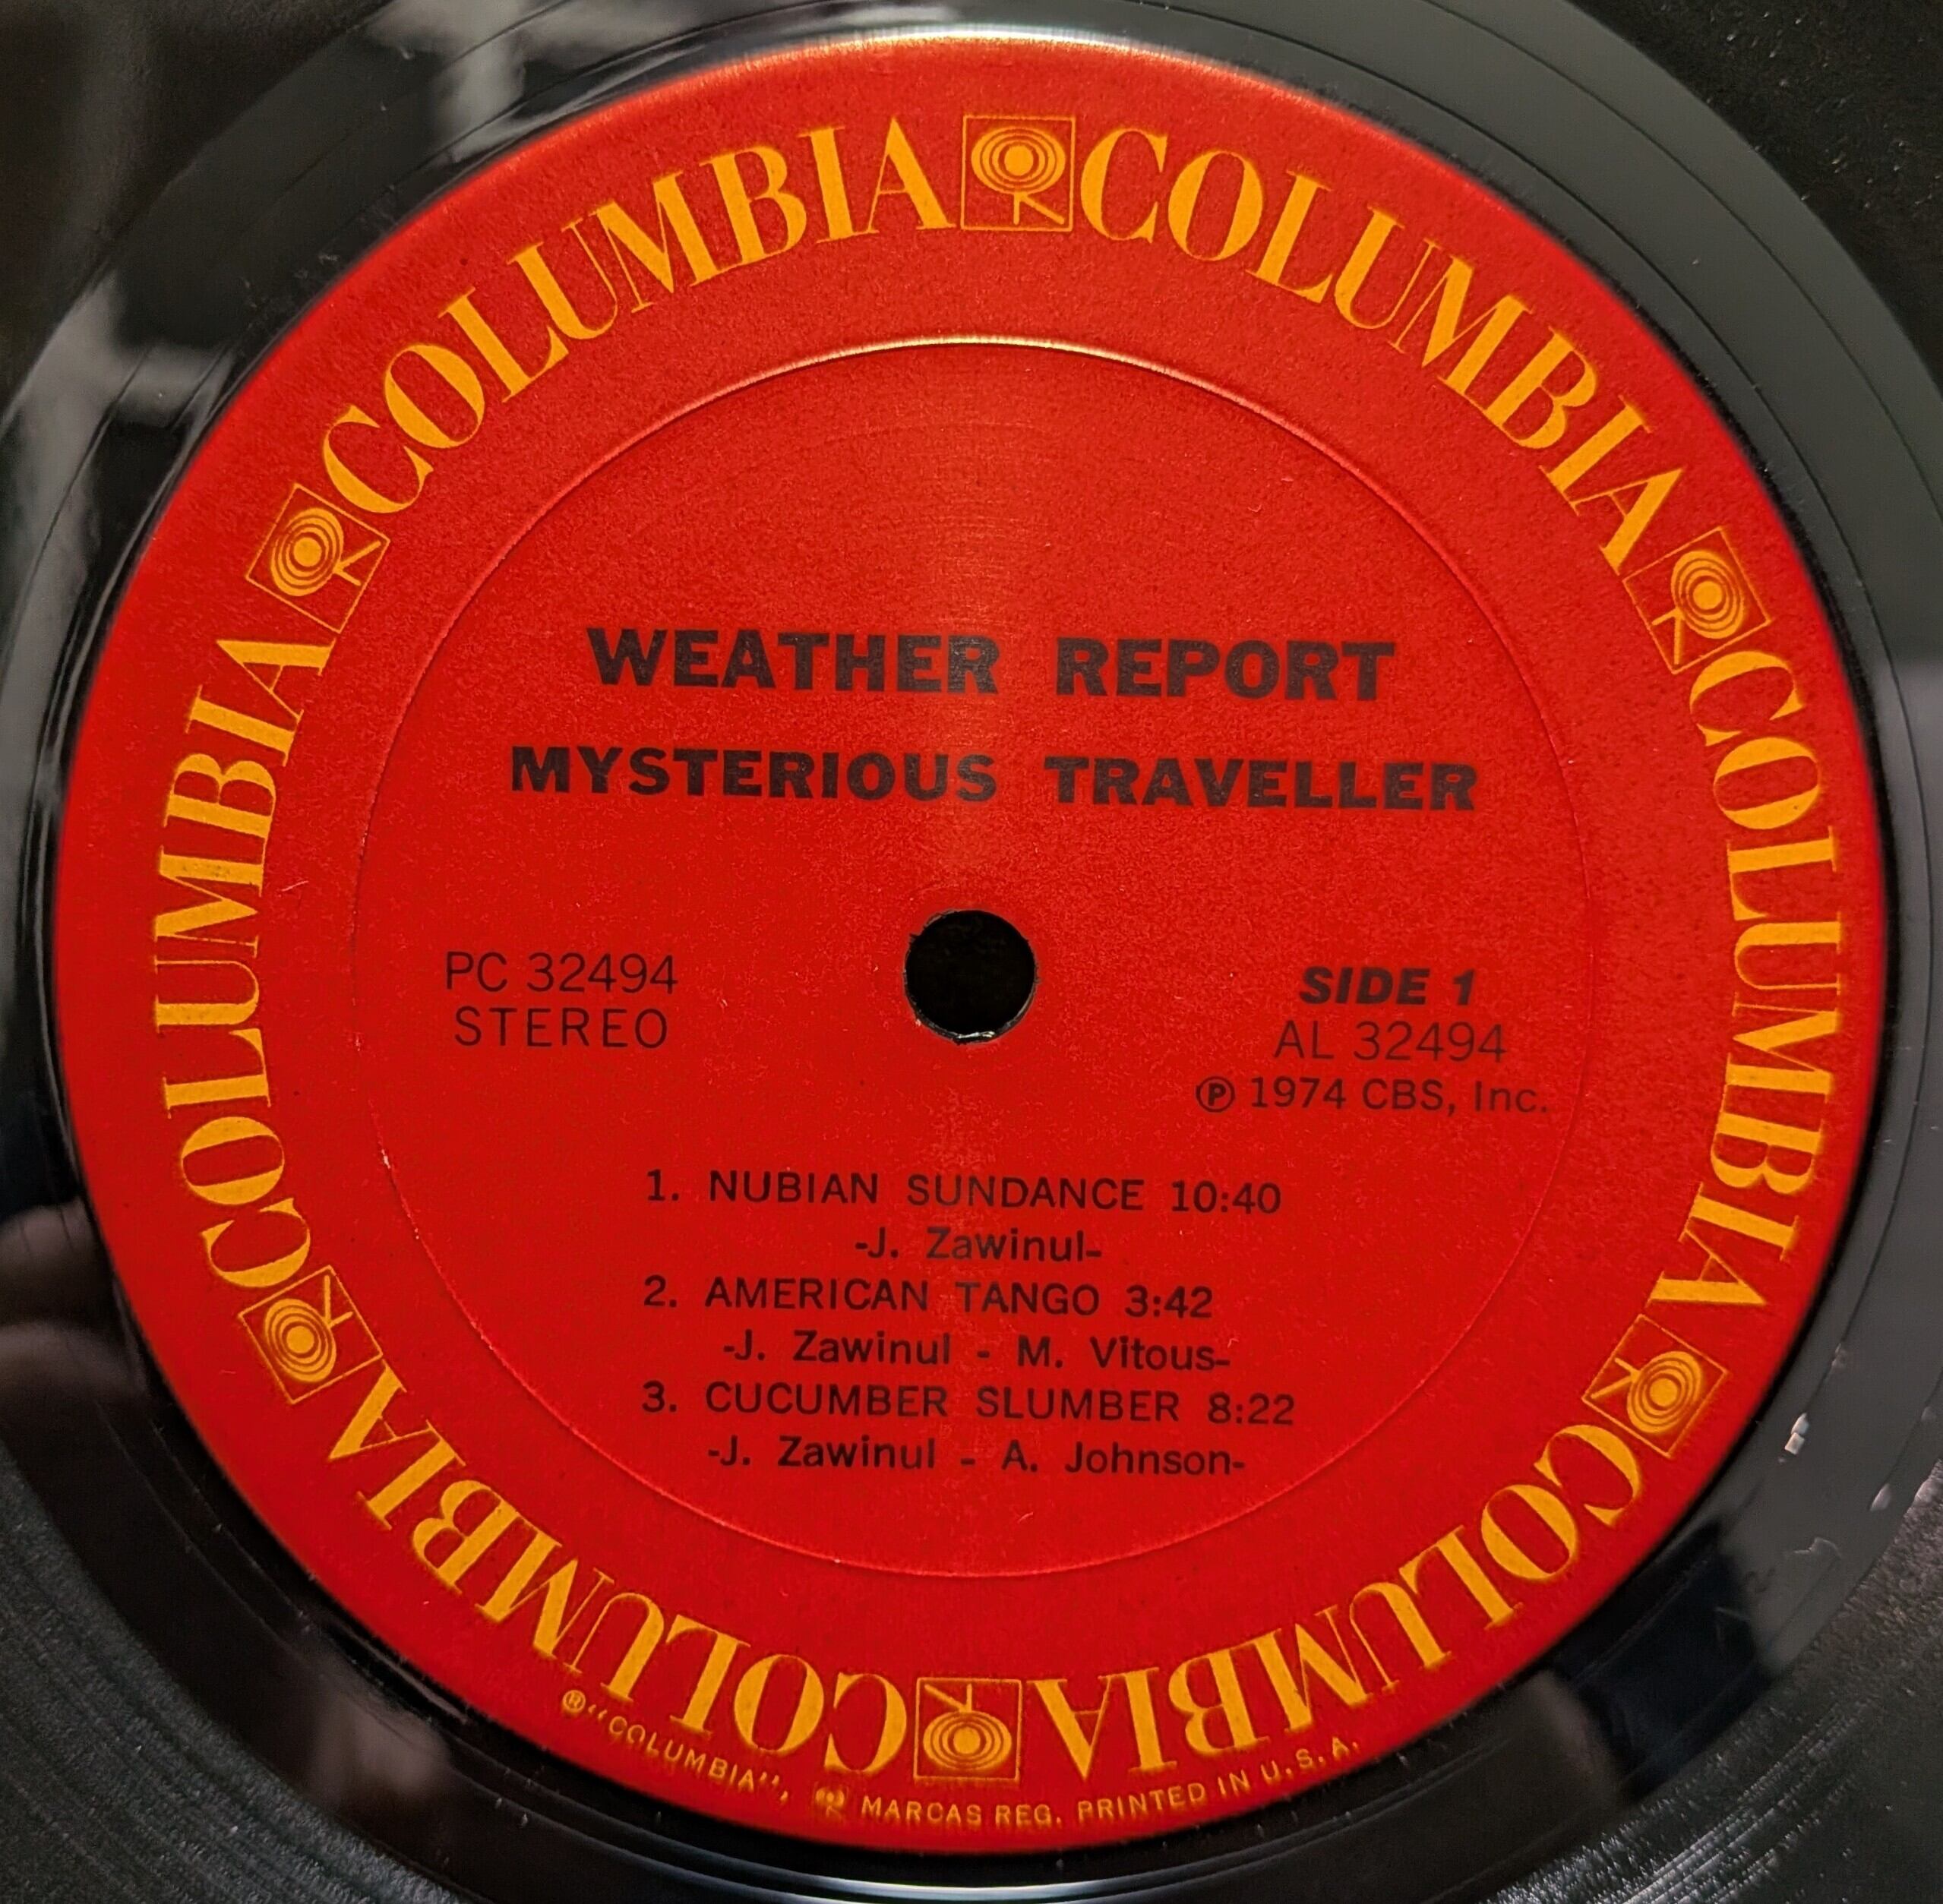 COLUMBIA COLUMBIA COLUMBIA COLUMBIA COLUMBIA COLUMBIA
WEATHER REPORT
MYSTERIOUS TRAVELLER
PC 32494
STEREO
SIDE 1
AL 32494
℗ 1974 CBS, Inc.
1. NUBIAN SUNDANCE 10:40
-J. Zawinul-
2. AMERICAN TANGO 3:42
-J. Zawinul - M. Vitous-
3. CUCUMBER SLUMBER 8:22
-J. Zawinul - A. Johnson-
® "COLUMBIA", MARCAS REG. PRINTED IN U.S.A.